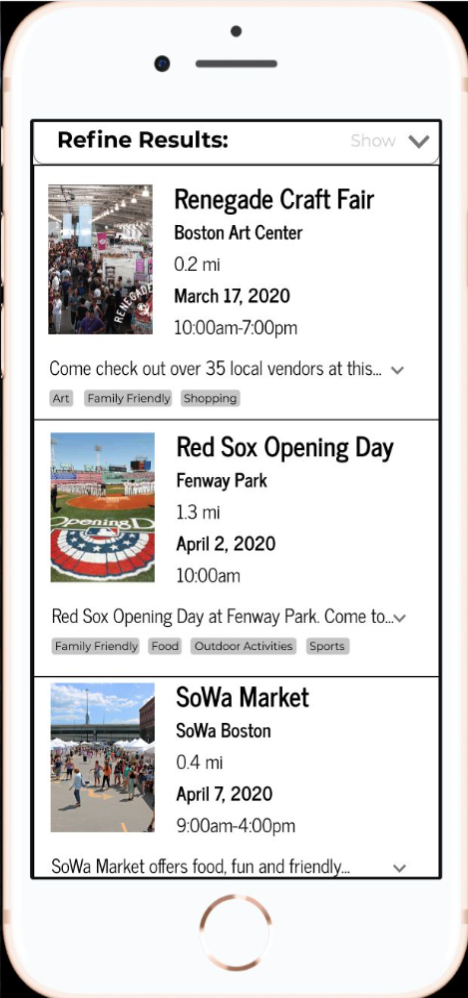 Refine Results:
Show
Renegade Craft Fair
Boston Art Center
0.2 mi
March 17, 2020
10:00am-7:00pm
RENEGADE
Come check out over 35 local vendors at this...
Art Family Friendly Shopping
Red Sox Opening Day
Fenway Park
1.3 mi
April 2, 2020
10:00am
OpeningD
Red Sox Opening Day at Fenway Park. Come to...
Family Friendly Food Outdoor Activities Sports
SoWa Market
SoWa Boston
0.4 mi
April 7, 2020
9:00am-4:00pm
SoWa Market offers food, fun and friendly...